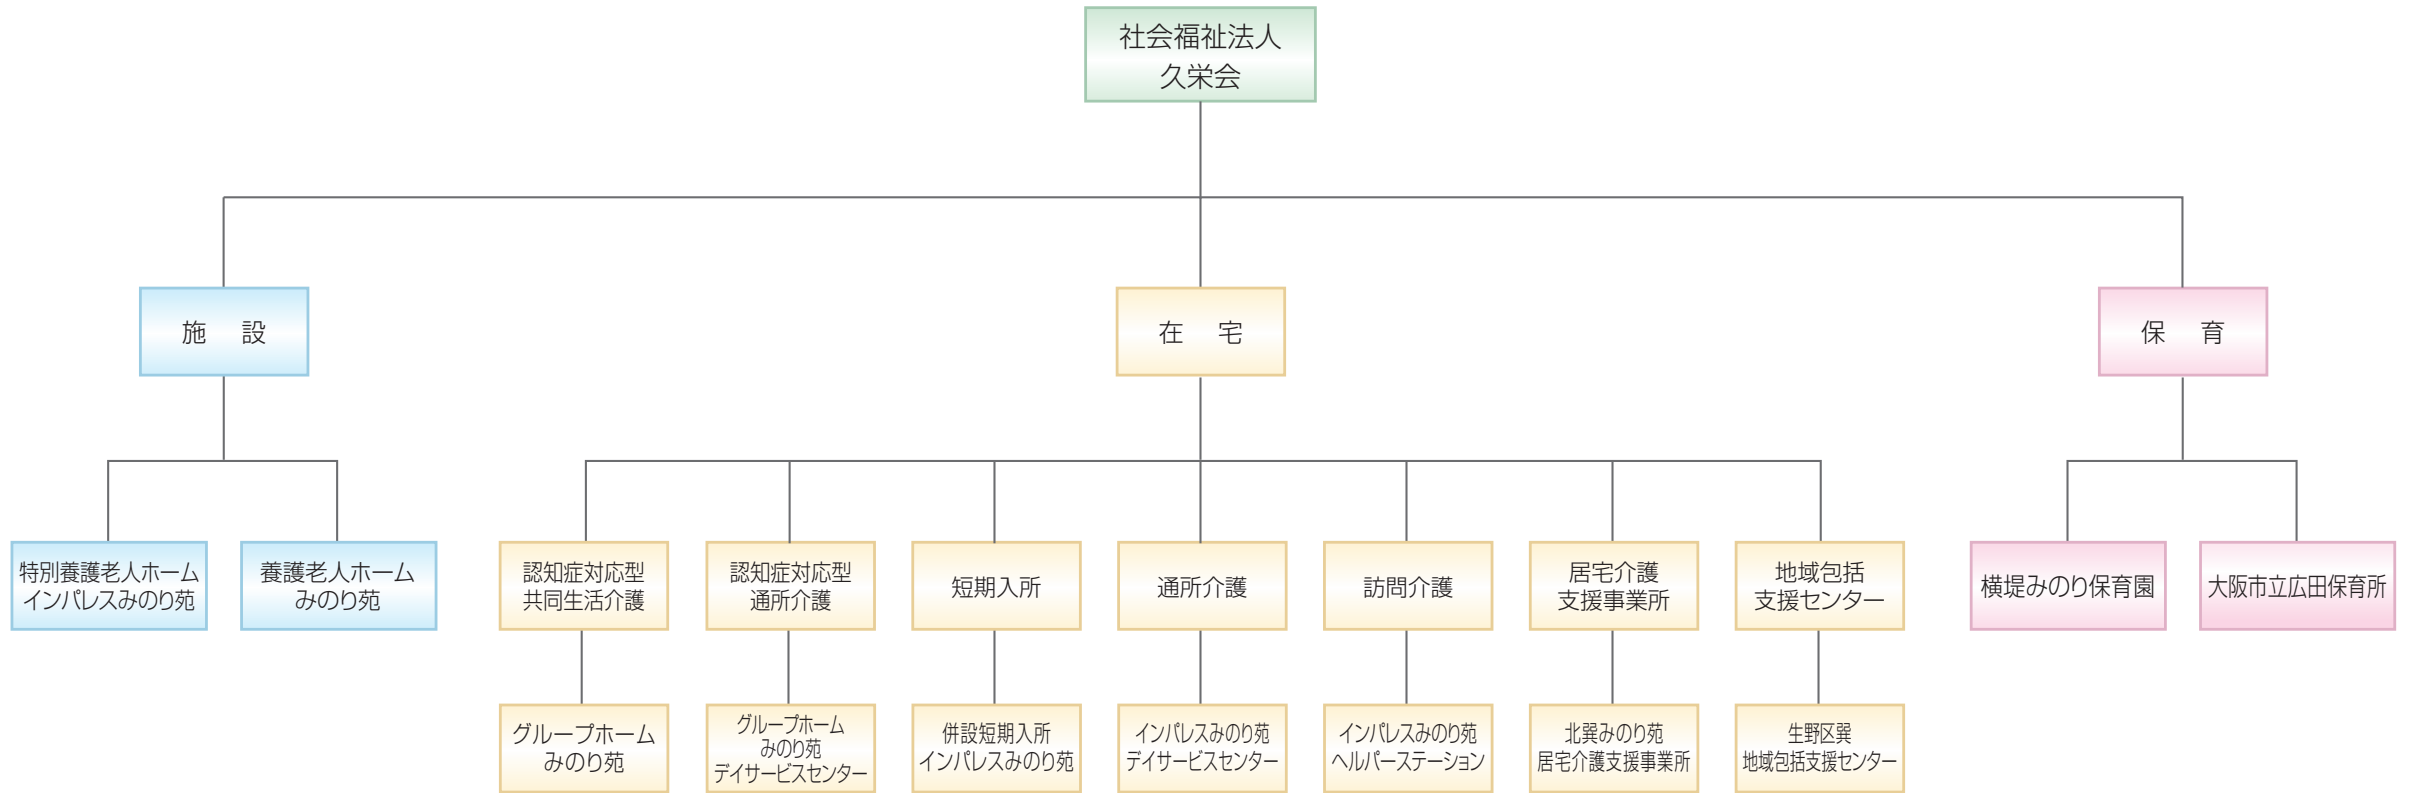 社会福祉法人
久栄会
施 設
在 宅
保 育
特別養護老人ホーム
インパレスみのり苑
養護老人ホーム
みのり苑
認知症対応型
共同生活介護
認知症対応型
通所介護
短期入所
通所介護
訪問介護
居宅介護
支援事業所
地域包括
支援センター
横堤みのり保育園
大阪市立広田保育所
グループホーム
みのり苑
グループホーム
みのり苑
デイサービスセンター
併設短期入所
インパレスみのり苑
インパレスみのり苑
デイサービスセンター
インパレスみのり苑
ヘルパーステーション
北巽みのり苑
居宅介護支援事業所
生野区巽
地域包括支援センター